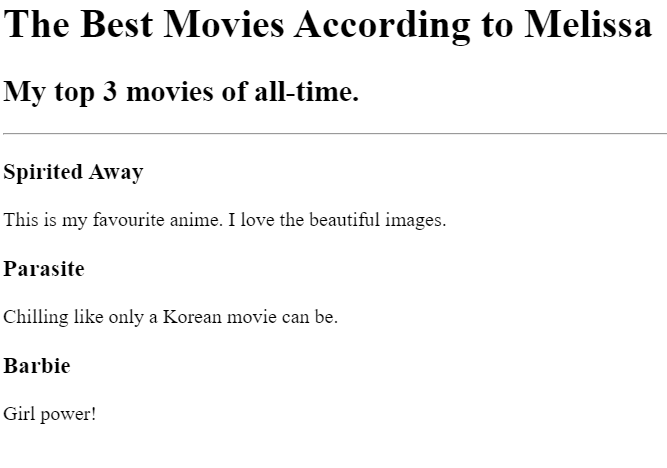 The Best Movies According to Melissa
My top 3 movies of all-time.
Spirited Away
This is my favourite anime. I love the beautiful images.
Parasite
Chilling like only a Korean movie can be.
Barbie
Girl power!